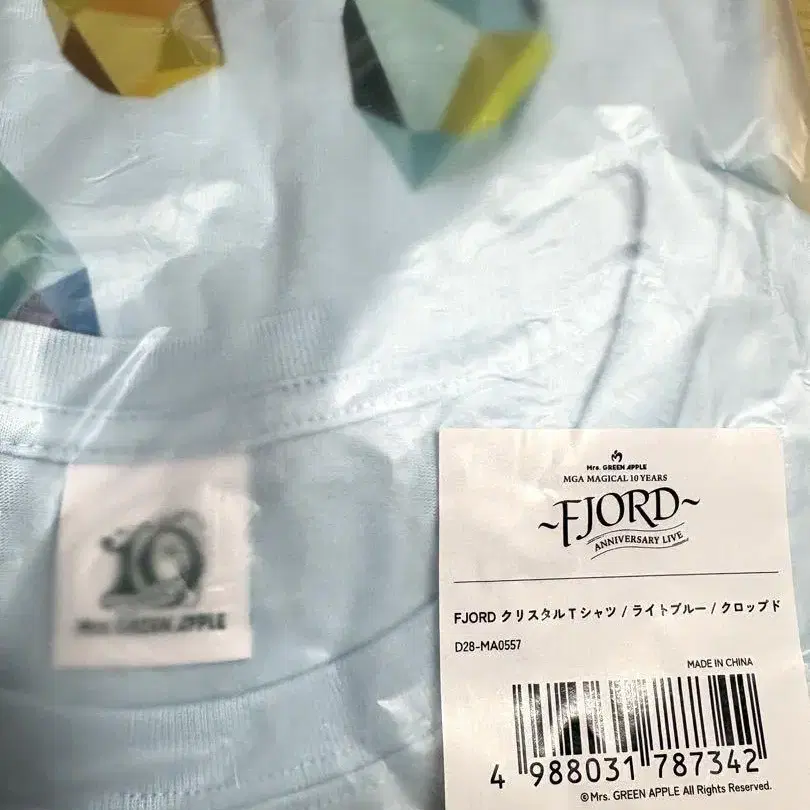 10
Mrs. GREEN APPLE
Mrs. GREEN APPLE
MGA MAGICAL 10 YEARS
~FJORD~
ANNIVERSARY LIVE
FJORD クリスタルTシャツ / ライトブルー / クロップド
D28-MA0557
MADE IN CHINA
4 988031 787342
©Mrs. GREEN APPLE All Rights Reserved.